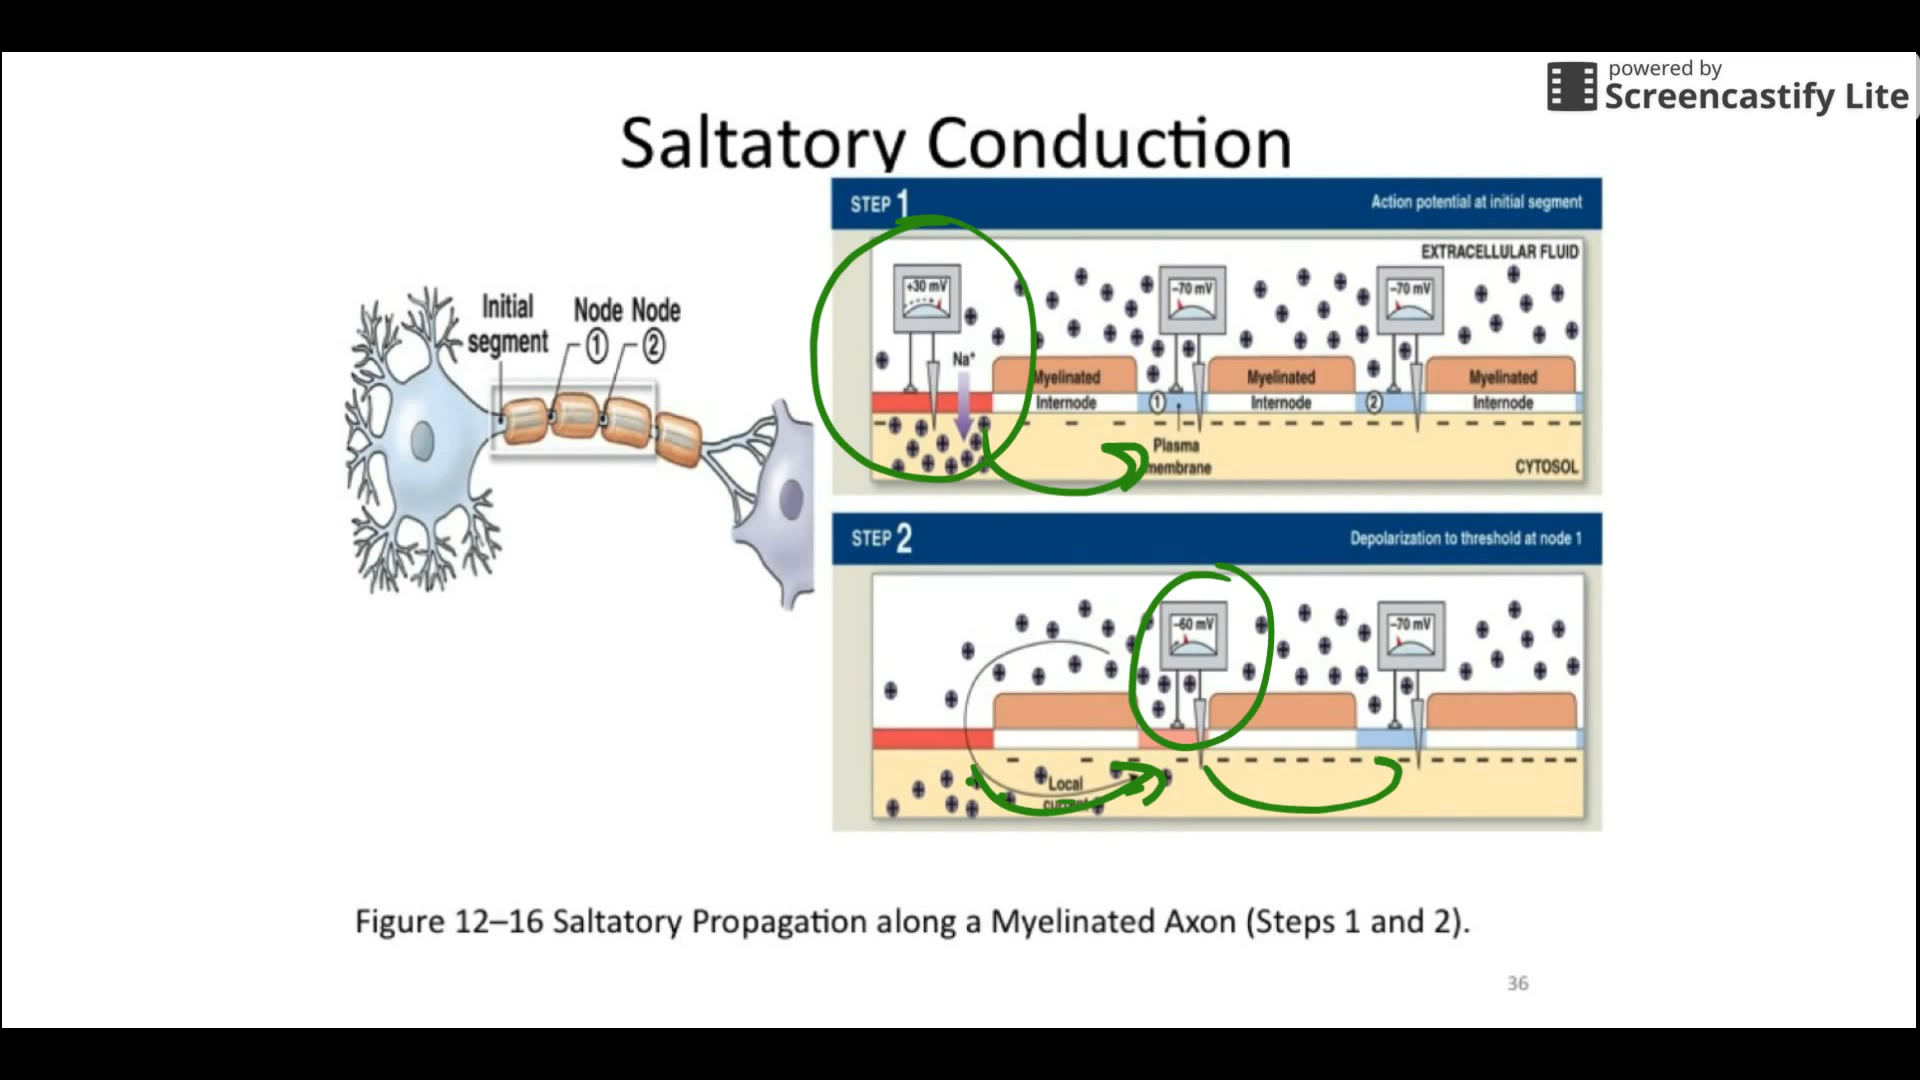 powered by
Screencastify Lite
Saltatory Conduction
Initial
segment
Node Node
1 2
STEP 1
Action potential at initial segment
EXTRACELLULAR FLUID
+30 mV
-70 mV
-70 mV
Na+
Myelinated
Internode
1
Myelinated
Internode
2
Myelinated
Internode
Plasma
membrane
CYTOSOL
STEP 2
Depolarization to threshold at node 1
-60 mV
-70 mV
Local
current
Figure 12–16 Saltatory Propagation along a Myelinated Axon (Steps 1 and 2).
36